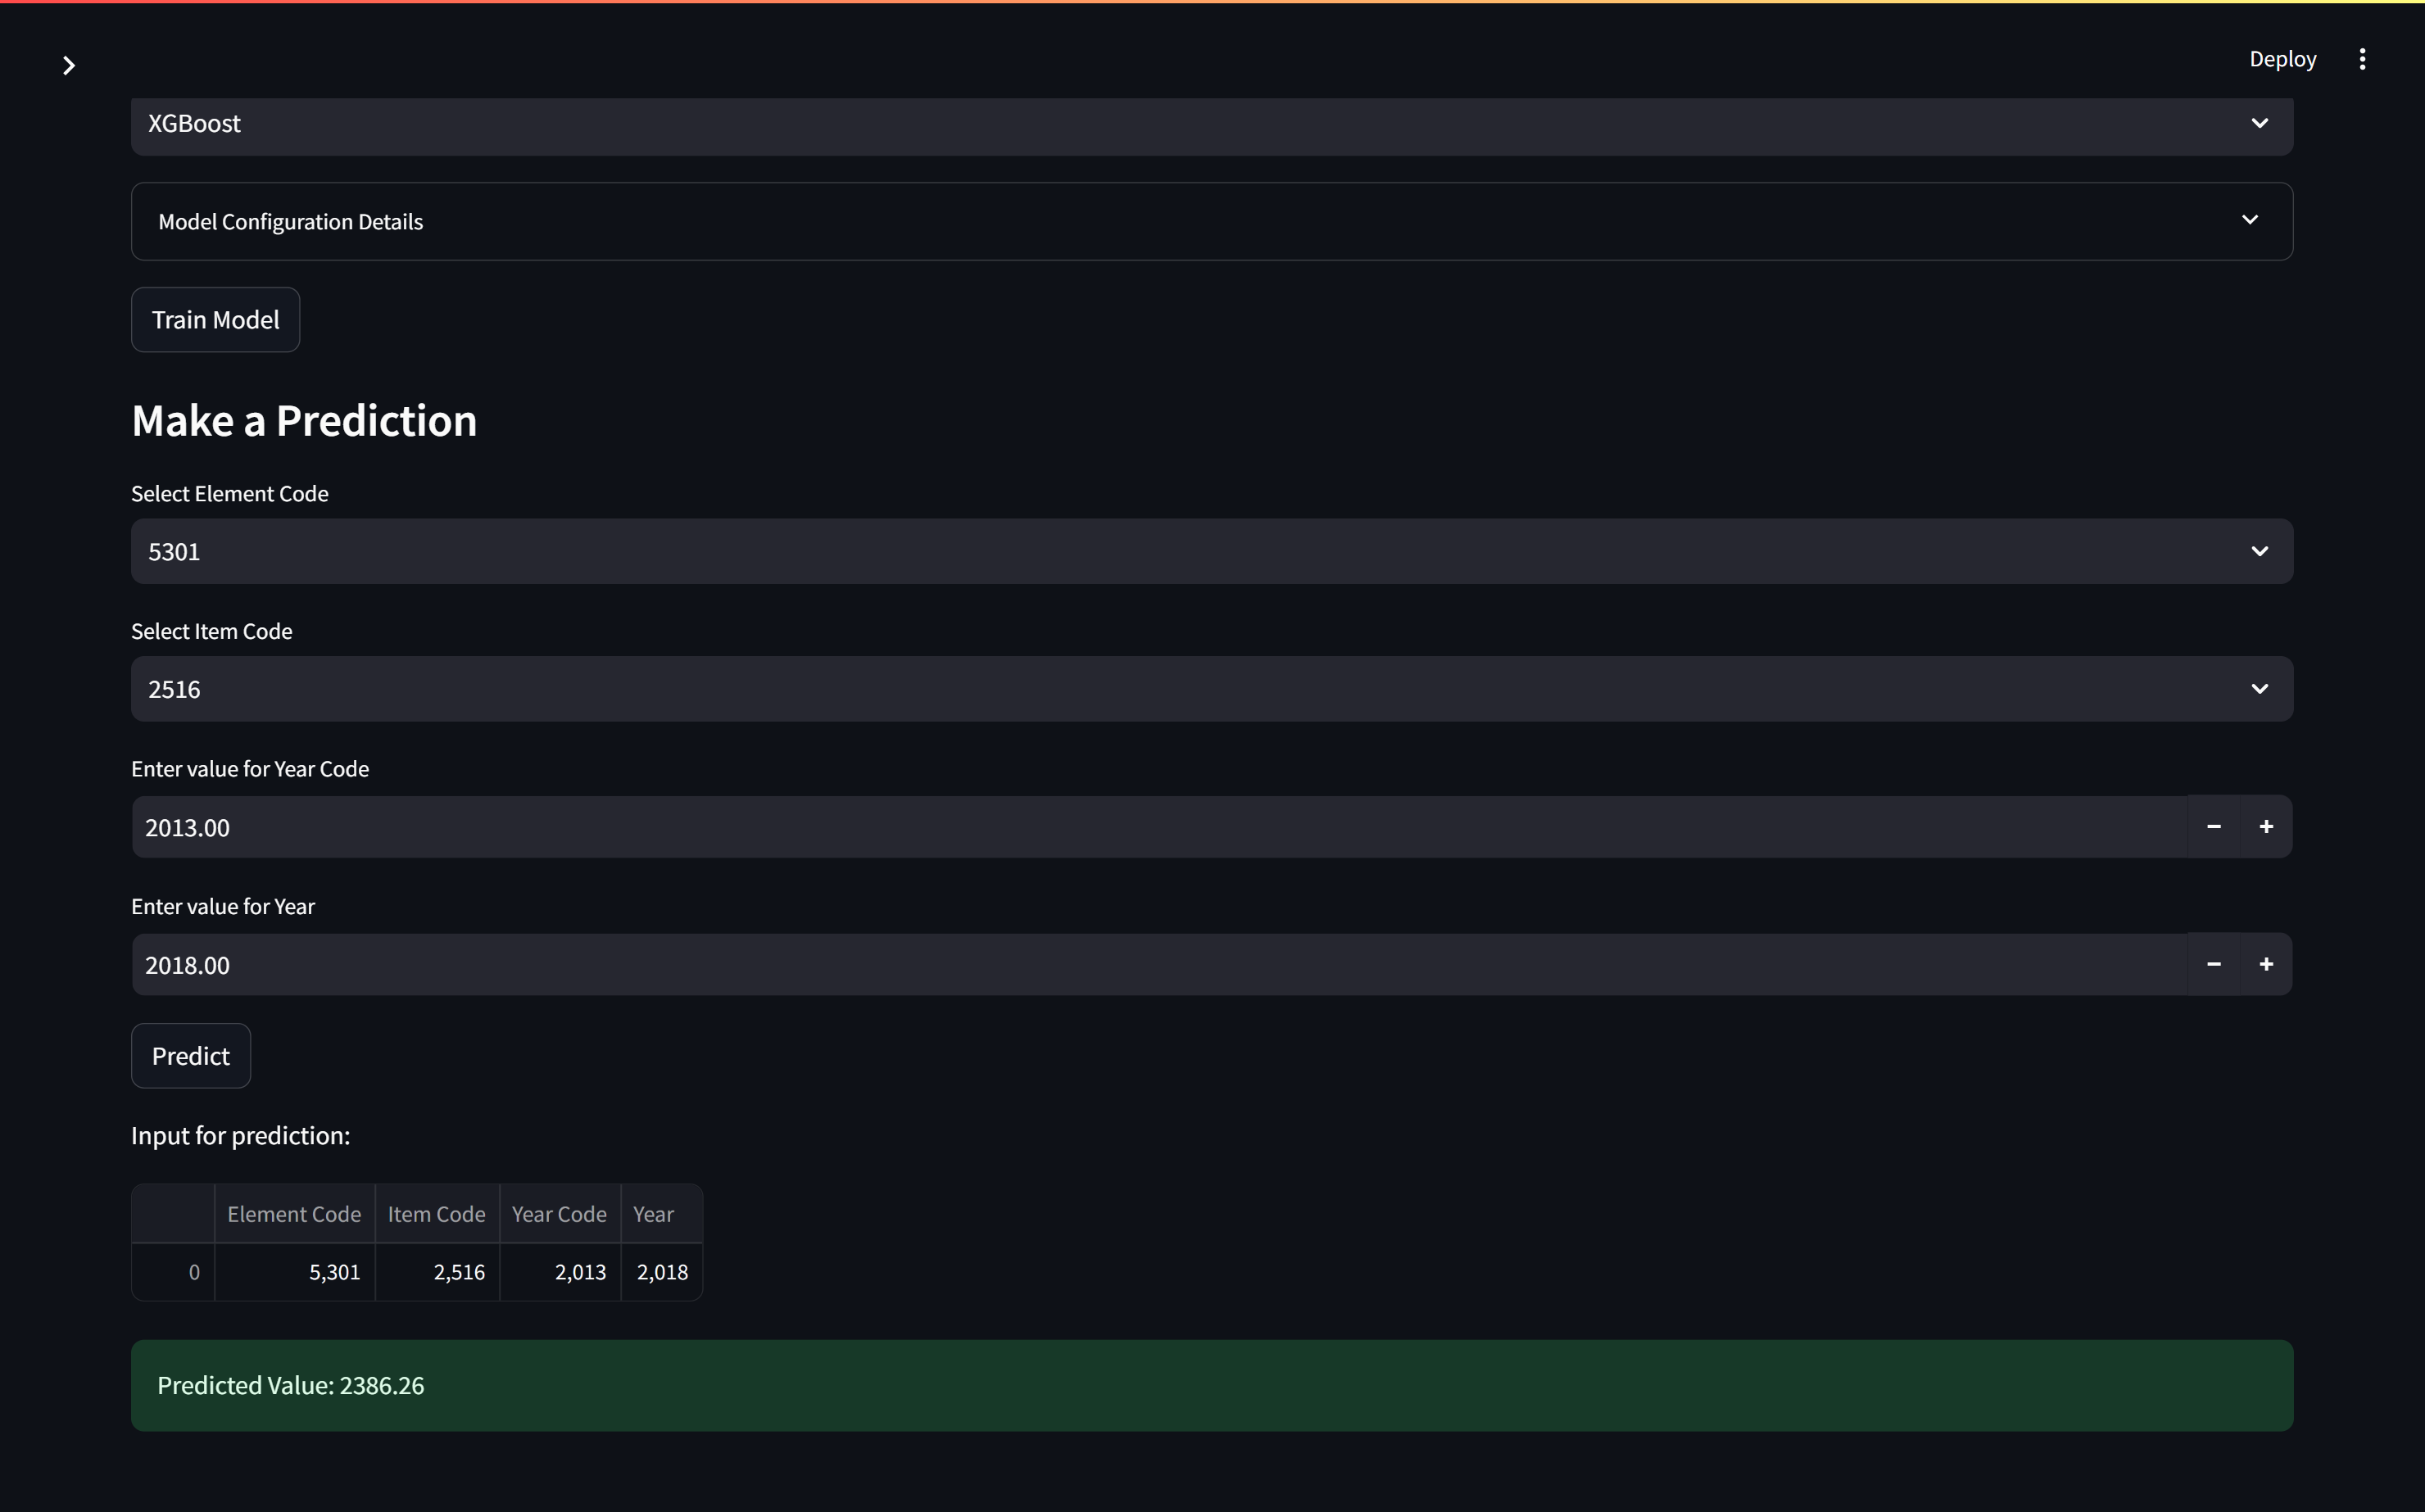 Deploy
XGBoost
Model Configuration Details
Train Model
Make a Prediction
Select Element Code
5301
Select Item Code
2516
Enter value for Year Code
2013.00
Enter value for Year
2018.00
Predict
Input for prediction:
Element Code Item Code Year Code Year
0 5,301 2,516 2,013 2,018
Predicted Value: 2386.26